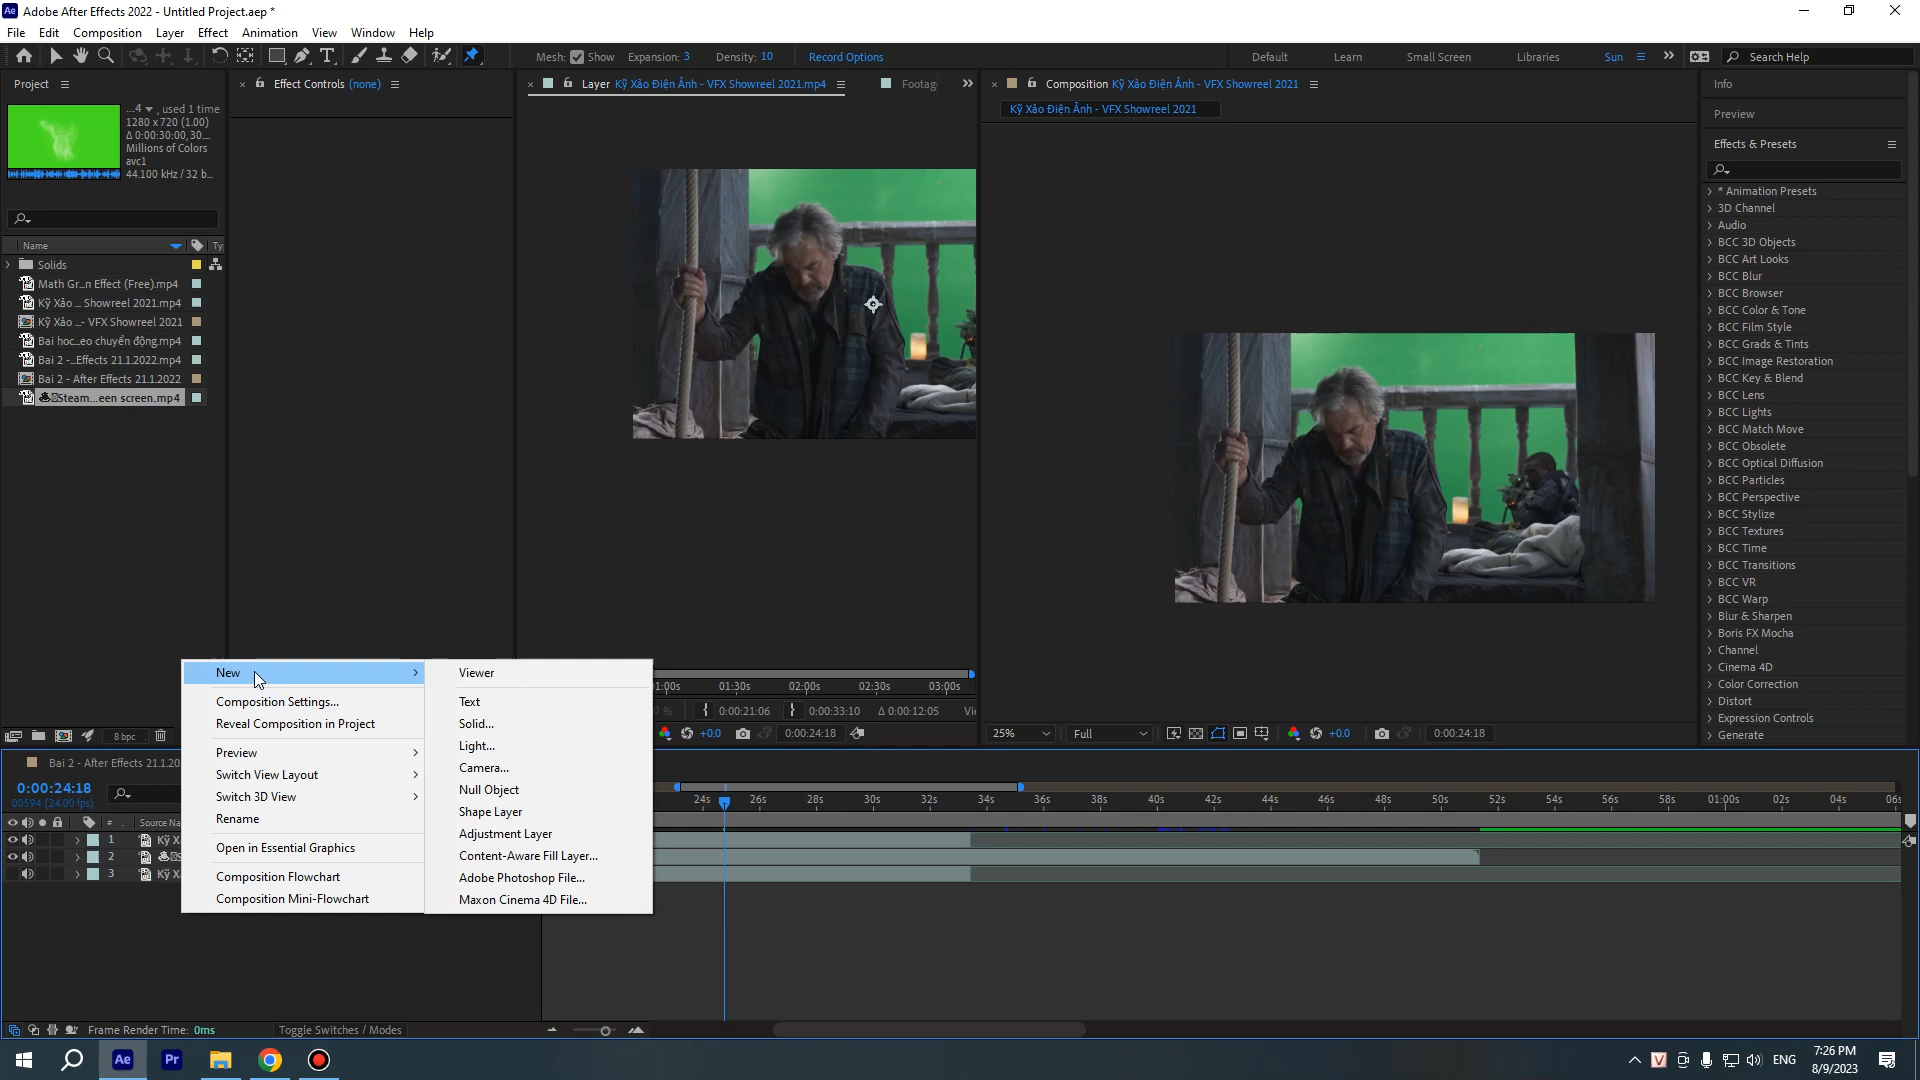 Adobe After Effects 2022 - Untitled Project.aep *
File Edit Composition Layer Effect Animation View Window Help
Mesh: Show Expansion: 3 Density: 10 Record Options Default Learn Small Screen Libraries Sun Search Help
Project
...4 , used 1 time
1280 x 720 (1.00)
Δ 0:00:30:00, 30....
Millions of Colors
avc1
44.100 kHz / 32 b...
Name Ty
Solids
Math Gr...n Effect (Free).mp4
Kỹ Xảo ... Showreel 2021.mp4
Kỹ Xảo ...- VFX Showreel 2021
Bai hoc...eo chuyển động.mp4
Bai 2 -...Effects 21.1.2022.mp4
Bai 2 - After Effects 21.1.2022
Steam...een screen.mp4
8 bpc
Effect Controls (none)
Layer Kỹ Xảo Điện Ảnh - VFX Showreel 2021.mp4
Footag
1:00s 01:30s 02:00s 02:30s 03:00s
0:00:21:06 0:00:33:10 Δ 0:00:12:05
+0.0 0:00:24:18
Composition Kỹ Xảo Điện Ảnh - VFX Showreel 2021
Kỹ Xảo Điện Ảnh - VFX Showreel 2021
25% Full +0.0 0:00:24:18
Info
Preview
Effects & Presets
* Animation Presets
3D Channel
Audio
BCC 3D Objects
BCC Art Looks
BCC Blur
BCC Browser
BCC Color & Tone
BCC Film Style
BCC Grads & Tints
BCC Image Restoration
BCC Key & Blend
BCC Lens
BCC Lights
BCC Match Move
BCC Obsolete
BCC Optical Diffusion
BCC Particles
BCC Perspective
BCC Stylize
BCC Textures
BCC Time
BCC Transitions
BCC VR
BCC Warp
Blur & Sharpen
Boris FX Mocha
Channel
Cinema 4D
Color Correction
Distort
Expression Controls
Generate
New
Composition Settings...
Reveal Composition in Project
Preview
Switch View Layout
Switch 3D View
Rename
Open in Essential Graphics
Composition Flowchart
Composition Mini-Flowchart
Viewer
Text
Solid...
Light...
Camera...
Null Object
Shape Layer
Adjustment Layer
Content-Aware Fill Layer...
Adobe Photoshop File...
Maxon Cinema 4D File...
Bai 2 - After Effects 21.1.20
0:00:24:18
00594 (24.00 fps)
24s 26s 28s 30s 32s 34s 36s 38s 40s 42s 44s 46s 48s 50s 52s 54s 56s 58s 01:00s 02s 04s 06s
# Source Na
1 Kỹ X
2
3 Kỹ X
Frame Render Time: 0ms Toggle Switches / Modes
Ae Pr ENG 7:26 PM
8/9/2023